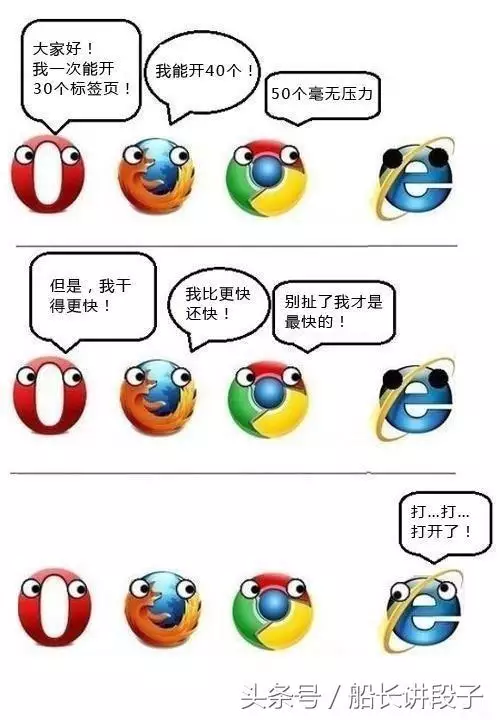 大家好！
我一次能开
30个标签页！
我能开40个！
50个毫无压力
但是，我干
得更快！
我比更快
还快！
别扯了我才是
最快的！
打...打...
打开了！
头条号 / 船长讲段子